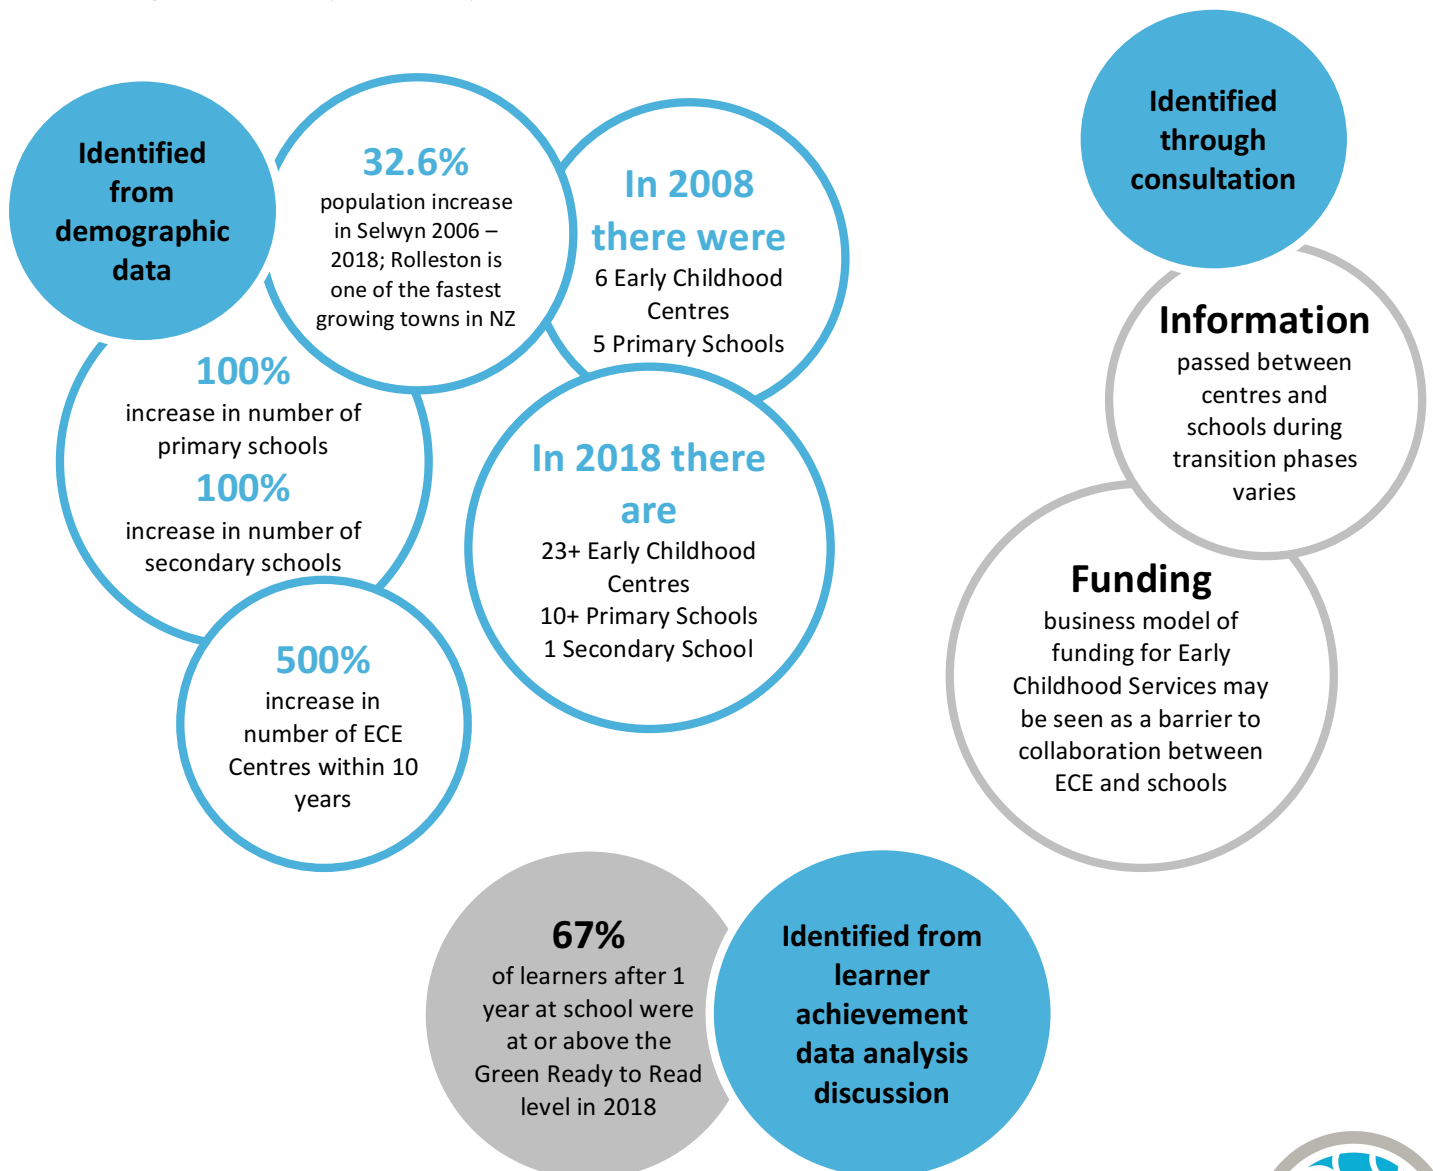 Identified
from
demographic
data
32.6%
population increase
in Selwyn 2006 –
2018; Rolleston is
one of the fastest
growing towns in NZ
In 2008
there were
6 Early Childhood
Centres
5 Primary Schools
100%
increase in number of
primary schools
100%
increase in number of
secondary schools
In 2018 there
are
23+ Early Childhood
Centres
10+ Primary Schools
1 Secondary School
500%
increase in
number of ECE
Centres within 10
years
Identified
through
consultation
Information
passed between
centres and
schools during
transition phases
varies
Funding
business model of
funding for Early
Childhood Services may
be seen as a barrier to
collaboration between
ECE and schools
67%
of learners after 1
year at school were
at or above the
Green Ready to Read
level in 2018
Identified from
learner
achievement
data analysis
discussion